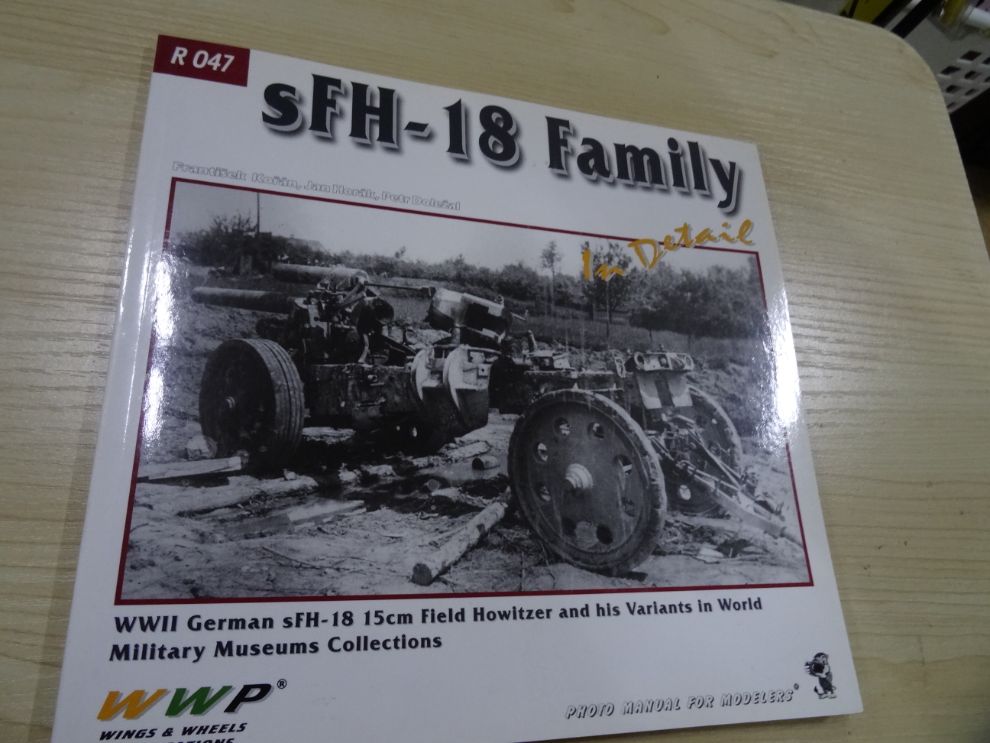 R 047
sFH-18 Family
František Kořán, Jan Horák, Petr Doležal
In Detail
WWII German sFH-18 15cm Field Howitzer and his Variants in World
Military Museums Collections
WWP®
WINGS & WHEELS
PHOTO MANUAL FOR MODELERS®